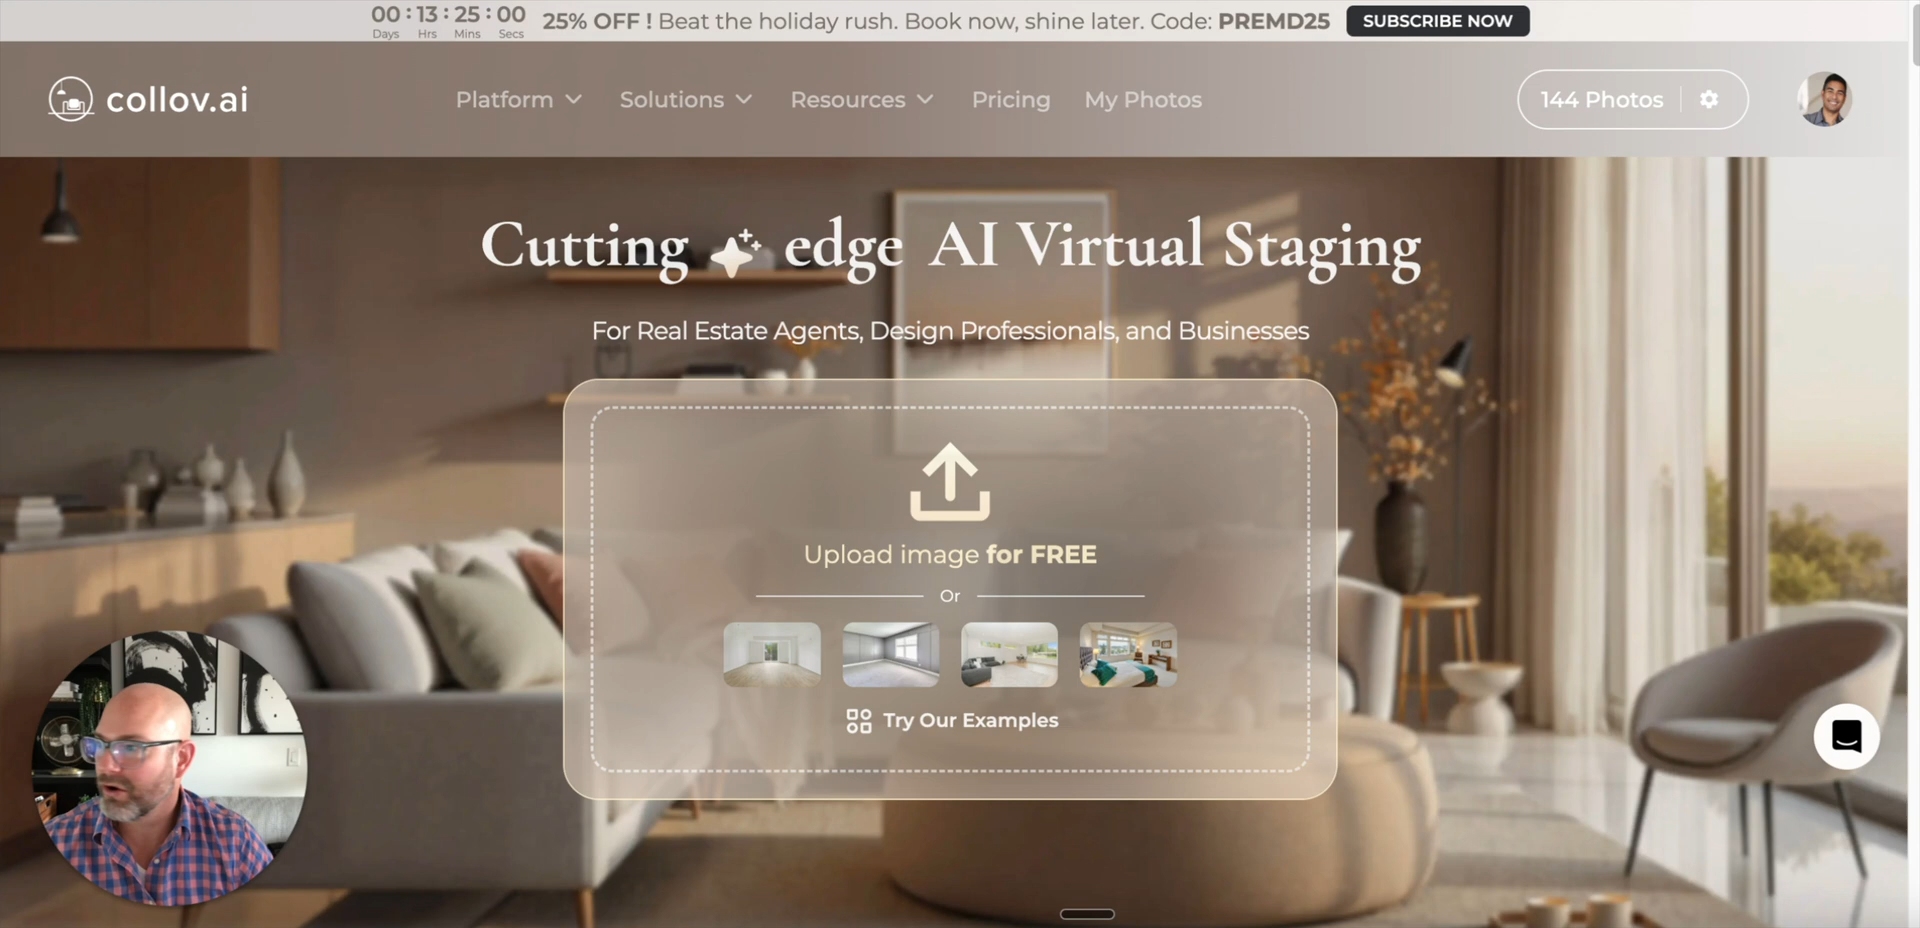 00 : 13 : 25 : 00
Days Hrs Mins Secs
25% OFF ! Beat the holiday rush. Book now, shine later. Code: PREMD25
SUBSCRIBE NOW
collov.ai
Platform
Solutions
Resources
Pricing
My Photos
144 Photos
Cutting edge AI Virtual Staging
For Real Estate Agents, Design Professionals, and Businesses
Upload image for FREE
Or
Try Our Examples